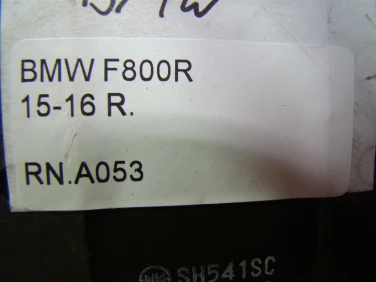 BMW F800R
15-16 R.
RN.A053
SH541SC